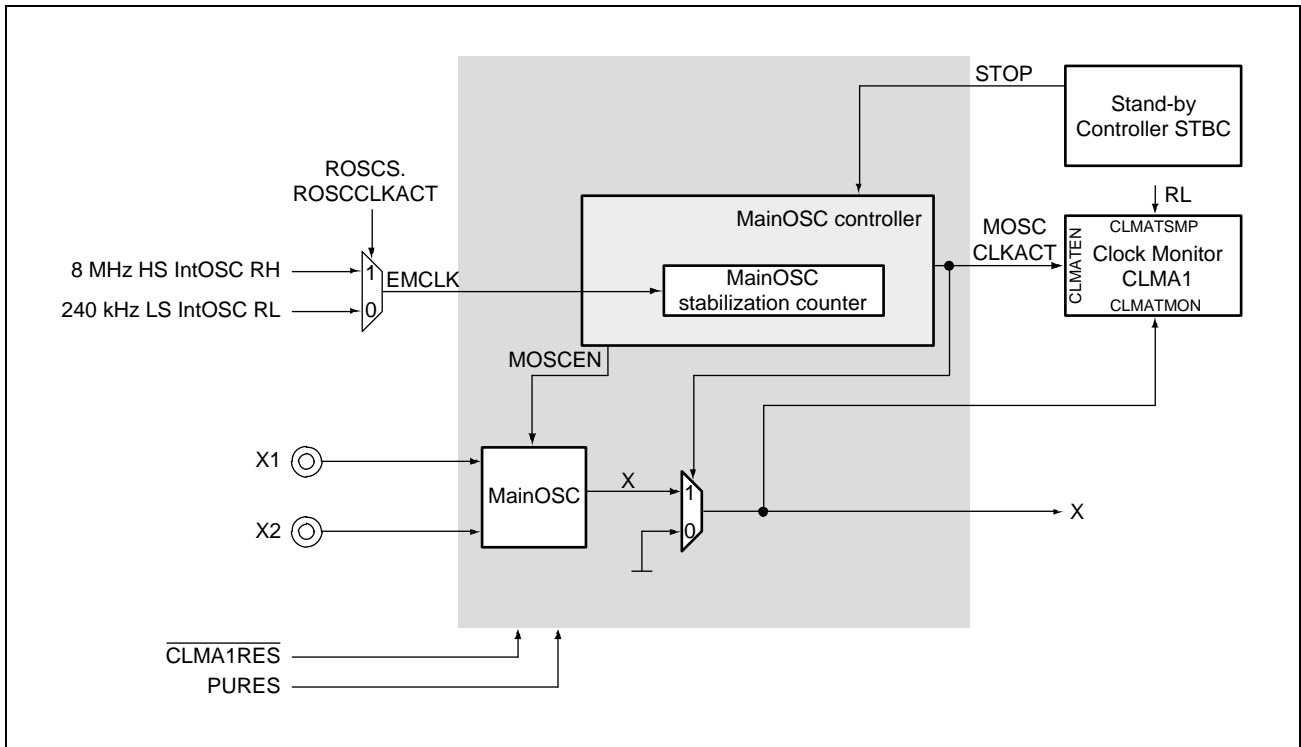 STOP
Stand-by
Controller STBC
ROSCS.
ROSCCLKACT
RL
MainOSC controller
MOSC
CLKACT
CLMATEN
CLMATSMP
Clock Monitor
CLMA1
CLMATMON
8 MHz HS IntOSC RH
1
EMCLK
MainOSC
stabilization counter
240 kHz LS IntOSC RL
0
MOSCEN
X1
MainOSC
X
1
X
X2
0
CLMA1RES
PURES